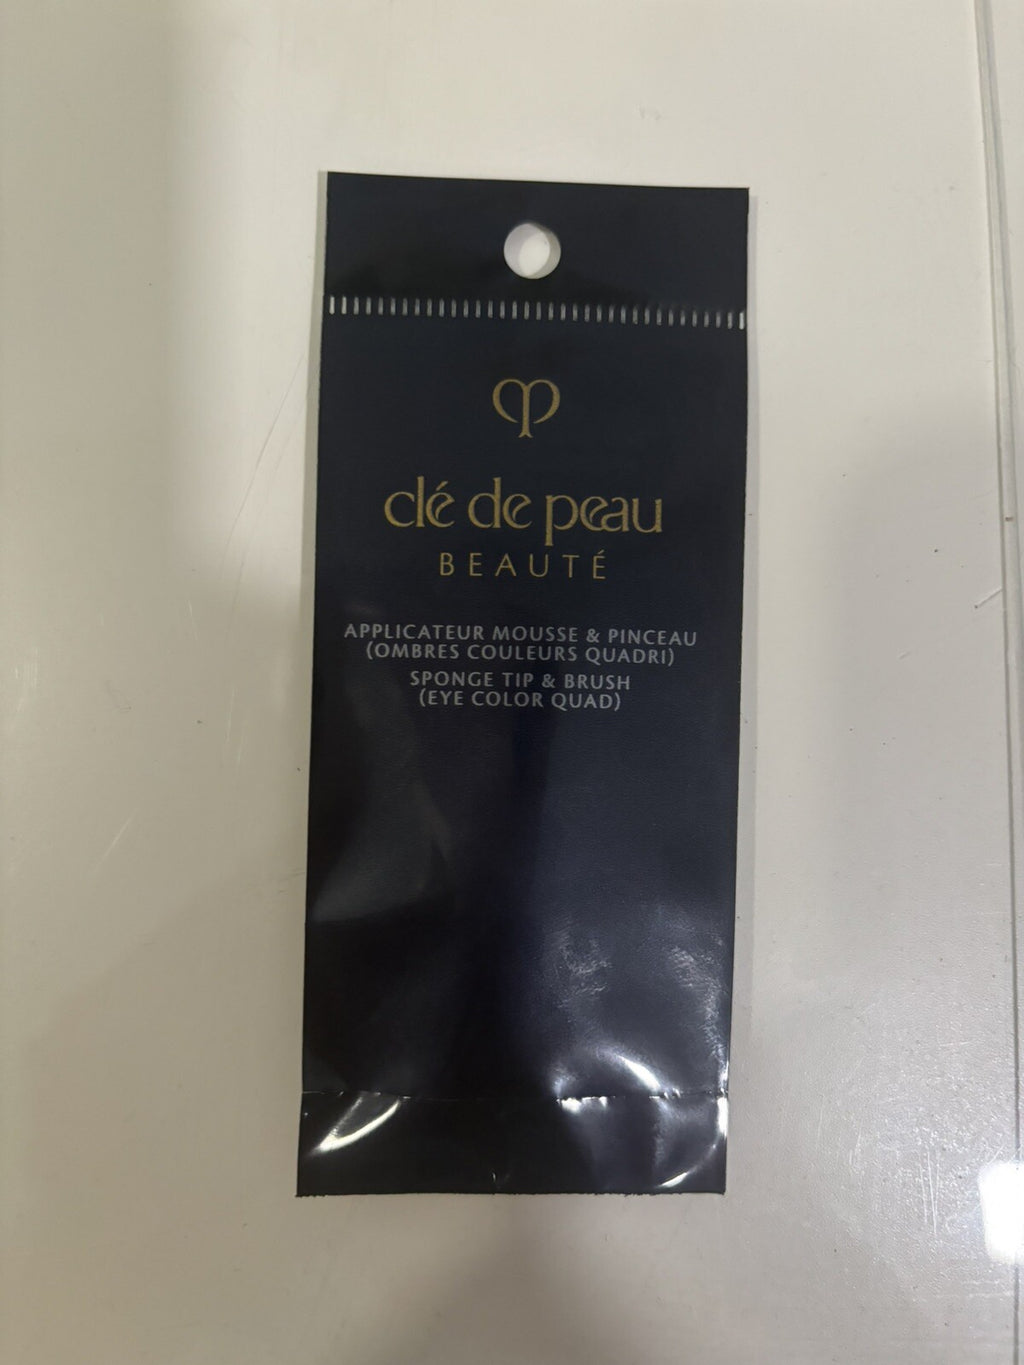 clé de peau
BEAUTÉ
APPLICATEUR MOUSSE & PINCEAU
(OMBRES COULEURS QUADRI)
SPONGE TIP & BRUSH
(EYE COLOR QUAD)